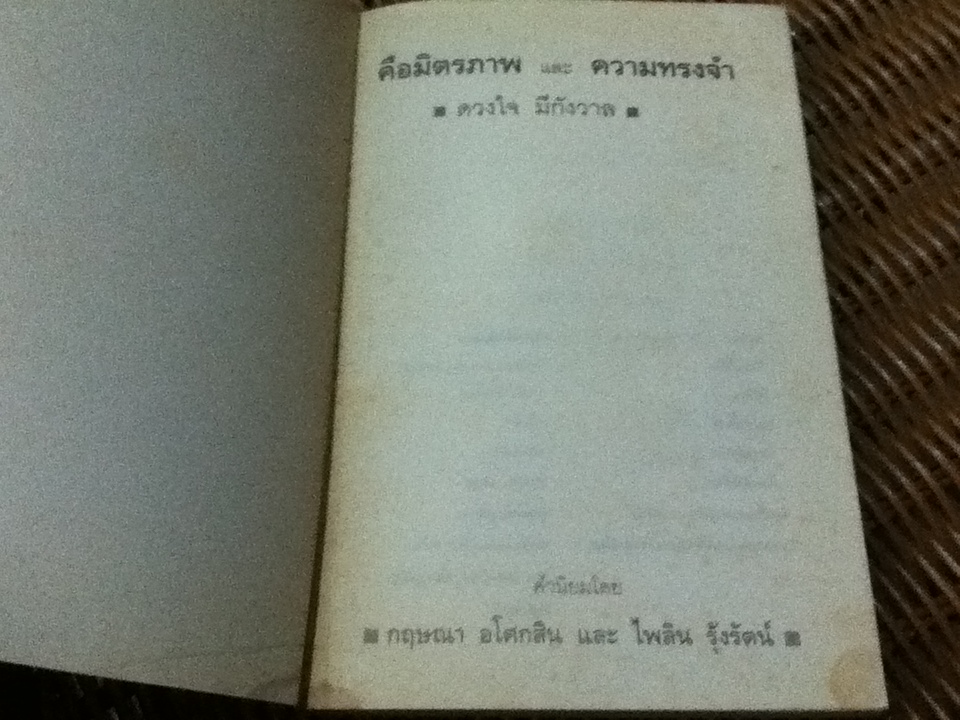 คือมิตรภาพ และ ความทรงจำ
■ ดวงใจ มีกังวาล ■
คำนิยมโดย
■ กฤษณา อโศกสิน และ ไพลิน รุ้งรัตน์ ■